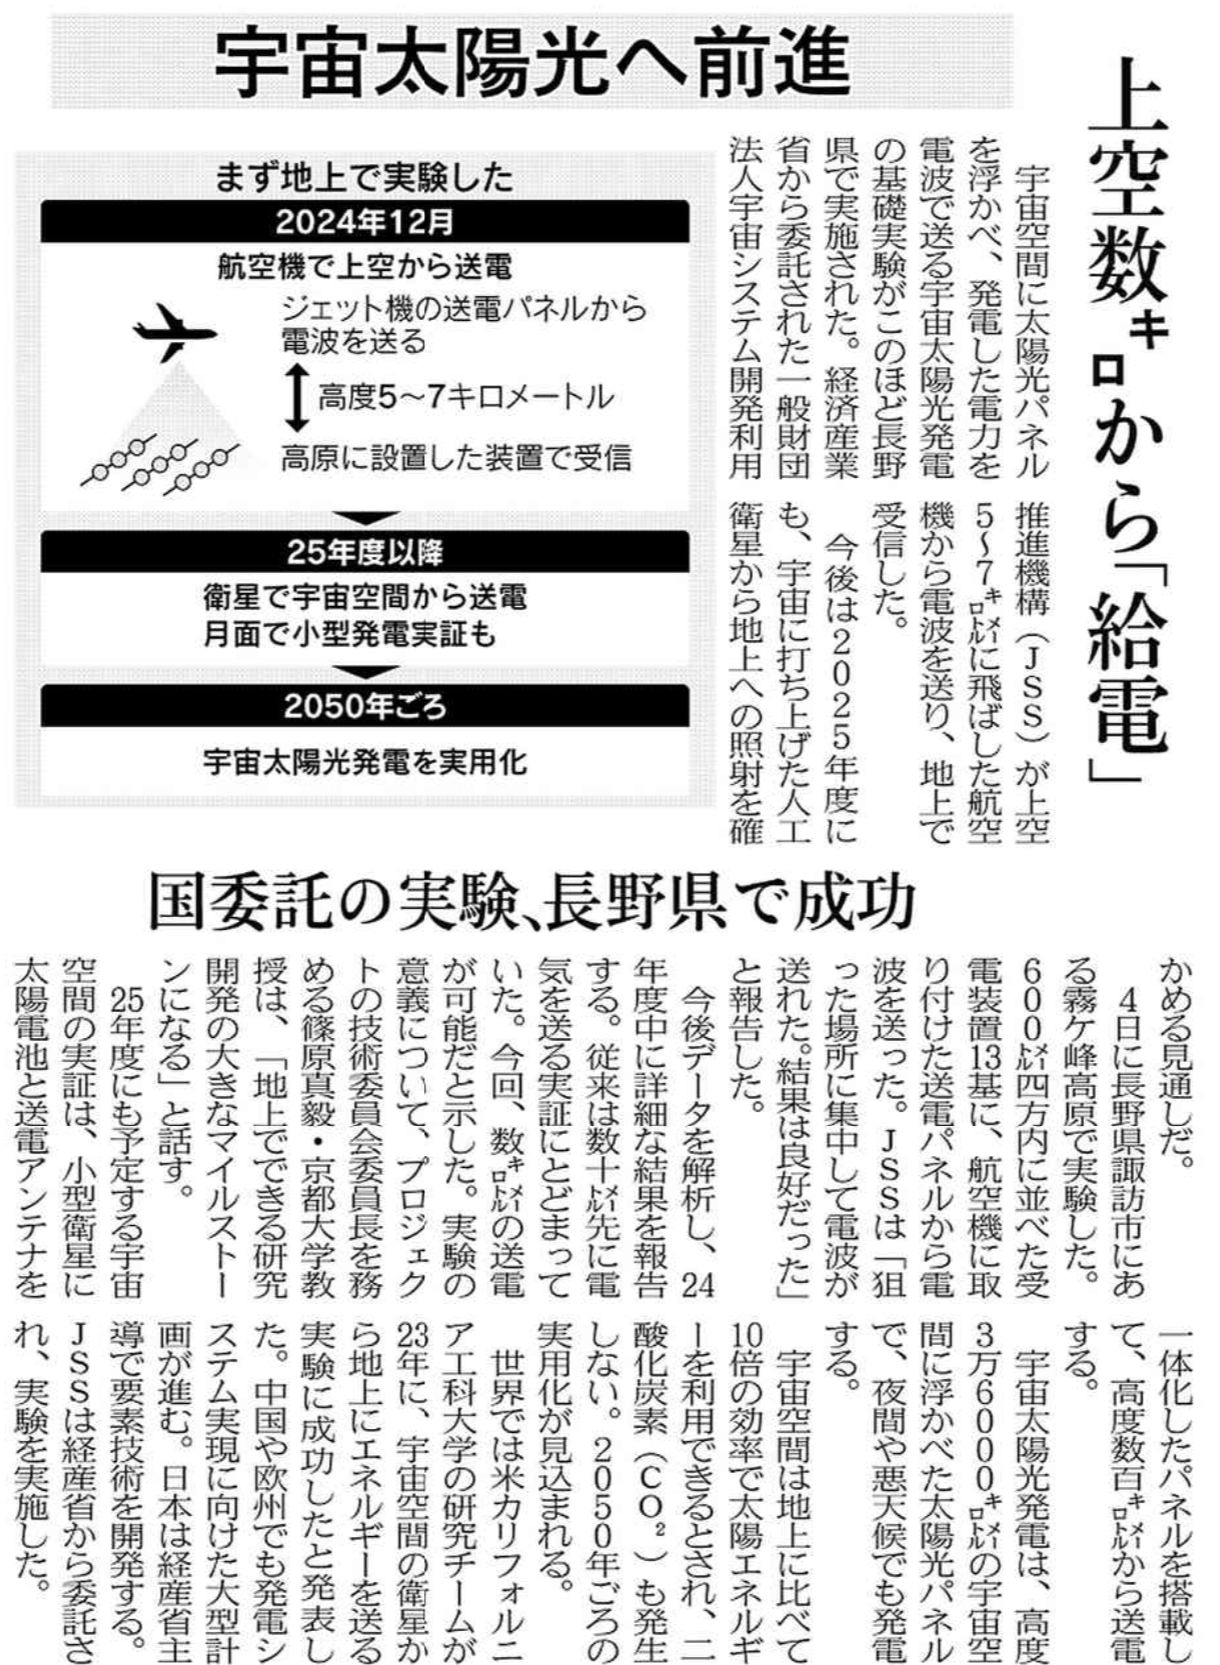 宇宙太陽光へ前進
上空数キロから「給電」
まず地上で実験した
2024年12月
航空機で上空から送電
ジェット機の送電パネルから
電波を送る
高度5〜7キロメートル
高原に設置した装置で受信
25年度以降
衛星で宇宙空間から送電
月面で小型発電実証も
2050年ごろ
宇宙太陽光発電を実用化
宇宙空間に太陽光パネル
を浮かべ、発電した電力を
電波で送る宇宙太陽光発電
の基礎実験がこのほど長野
県で実施された。経済産業
省から委託された一般財団
法人宇宙システム開発利用
推進機構（ＪＳＳ）が上空
5〜7キロメートルに飛ばした航空
機から電波を送り、地上で
受信した。
今後は2025年度に
も、宇宙に打ち上げた人工
衛星から地上への照射を確
国委託の実験、長野県で成功
かめる見通しだ。
4日に長野県諏訪市にあ
る霧ケ峰高原で実験した。
600メートル四方内に並べた受
電装置13基に、航空機に取
り付けた送電パネルから電
波を送った。ＪＳＳは「狙
った場所に集中して電波が
送れた。結果は良好だった」
と報告した。
今後データを解析し、24
年度中に詳細な結果を報告
する。従来は数十メートル先に電
気を送る実証にとどまって
いた。今回、数キロメートルの送電
が可能だと示した。実験の
意義について、プロジェク
トの技術委員会委員長を務
める篠原真毅・京都大学教
授は、「地上でできる研究
開発の大きなマイルストー
ンになる」と話す。
25年度にも予定する宇宙
空間の実証は、小型衛星に
太陽電池と送電アンテナを
一体化したパネルを搭載し
て、高度数百キロメートルから送電
する。
宇宙太陽光発電は、高度
3万6000キロメートルの宇宙空
間に浮かべた太陽光パネル
で、夜間や悪天候でも発電
する。
宇宙空間は地上に比べて
10倍の効率で太陽エネルギ
ーを利用できるとされ、二
酸化炭素（ＣＯ₂）も発生
しない。2050年ごろの
実用化が見込まれる。
世界では米カリフォルニ
ア工科大学の研究チームが
23年に、宇宙空間の衛星か
ら地上にエネルギーを送る
実験に成功したと発表し
た。中国や欧州でも発電シ
ステム実現に向けた大型計
画が進む。日本は経産省主
導で要素技術を開発する。
ＪＳＳは経産省から委託さ
れ、実験を実施した。